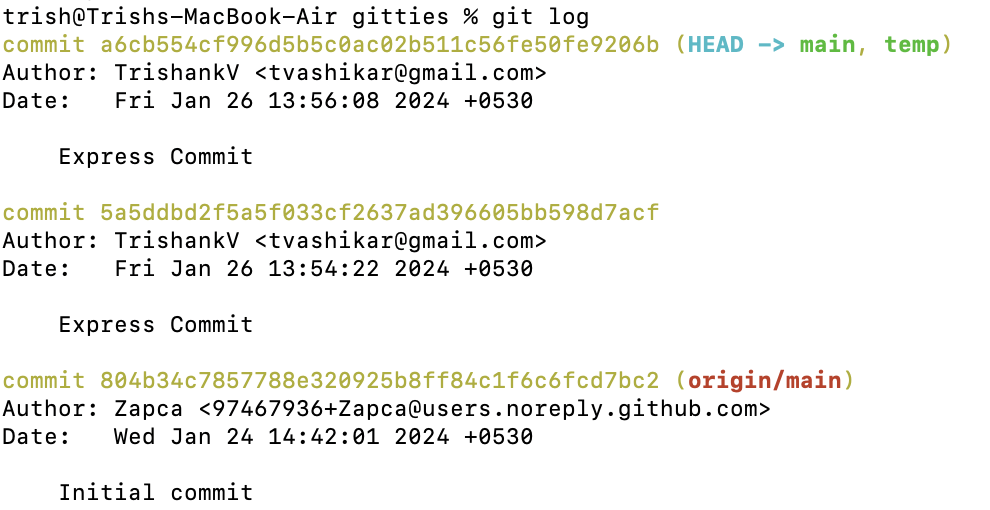 trish@Trishs-MacBook-Air gitties % git log
commit a6cb554cf996d5b5c0ac02b511c56fe50fe9206b (HEAD -> main, temp)
Author: TrishankV <tvashikar@gmail.com>
Date:   Fri Jan 26 13:56:08 2024 +0530
    Express Commit
commit 5a5ddbd2f5a5f033cf2637ad396605bb598d7acf
Author: TrishankV <tvashikar@gmail.com>
Date:   Fri Jan 26 13:54:22 2024 +0530
    Express Commit
commit 804b34c7857788e320925b8ff84c1f6c6fcd7bc2 (origin/main)
Author: Zapca <97467936+Zapca@users.noreply.github.com>
Date:   Wed Jan 24 14:42:01 2024 +0530
    Initial commit